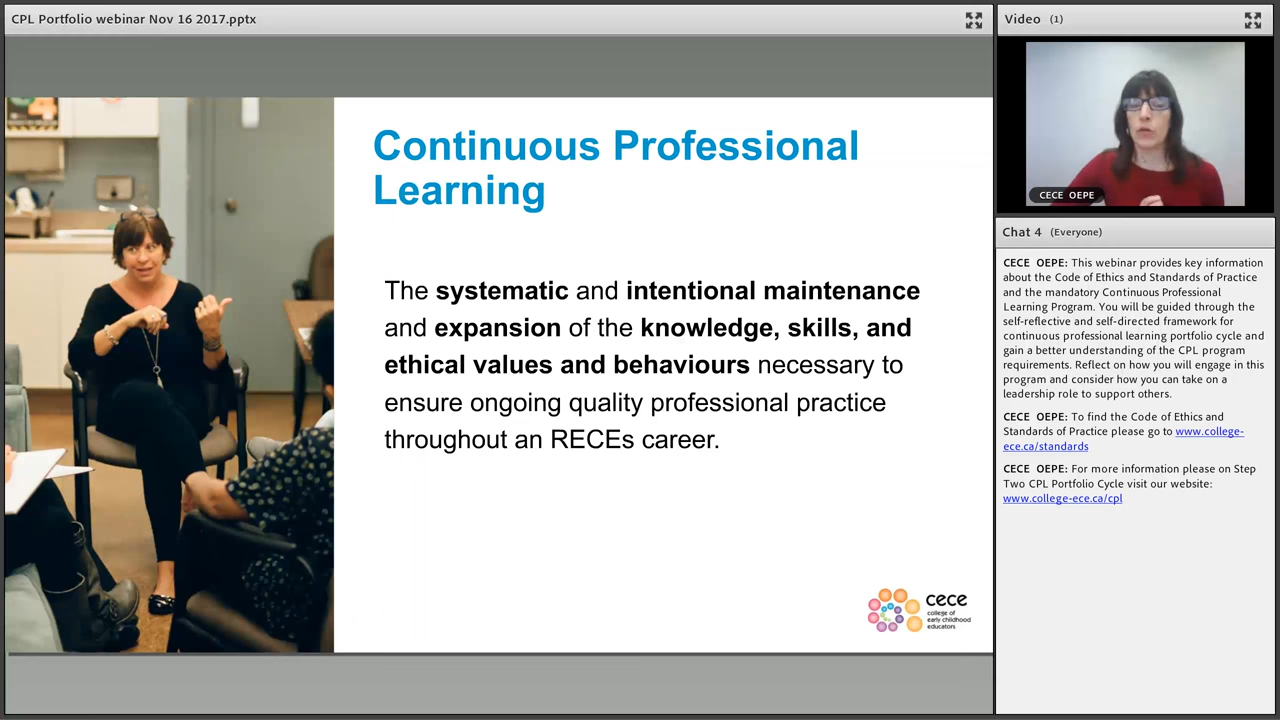 CPL Portfolio webinar Nov 16 2017.pptx
Continuous Professional
Learning
The systematic and intentional maintenance
and expansion of the knowledge, skills, and
ethical values and behaviours necessary to
ensure ongoing quality professional practice
throughout an RECEs career.
cece
college of
early childhood
educators
Video (1)
CECE OEPE
Chat 4 (Everyone)
CECE OEPE: This webinar provides key information
about the Code of Ethics and Standards of Practice
and the mandatory Continuous Professional
Learning Program. You will be guided through the
self-reflective and self-directed framework for
continuous professional learning portfolio cycle and
gain a better understanding of the CPL program
requirements. Reflect on how you will engage in this
program and consider how you can take on a
leadership role to support others.
CECE OEPE: To find the Code of Ethics and
Standards of Practice please go to www.college-
ece.ca/standards
CECE OEPE: For more information please on Step
Two CPL Portfolio Cycle visit our website:
www.college-ece.ca/cpl